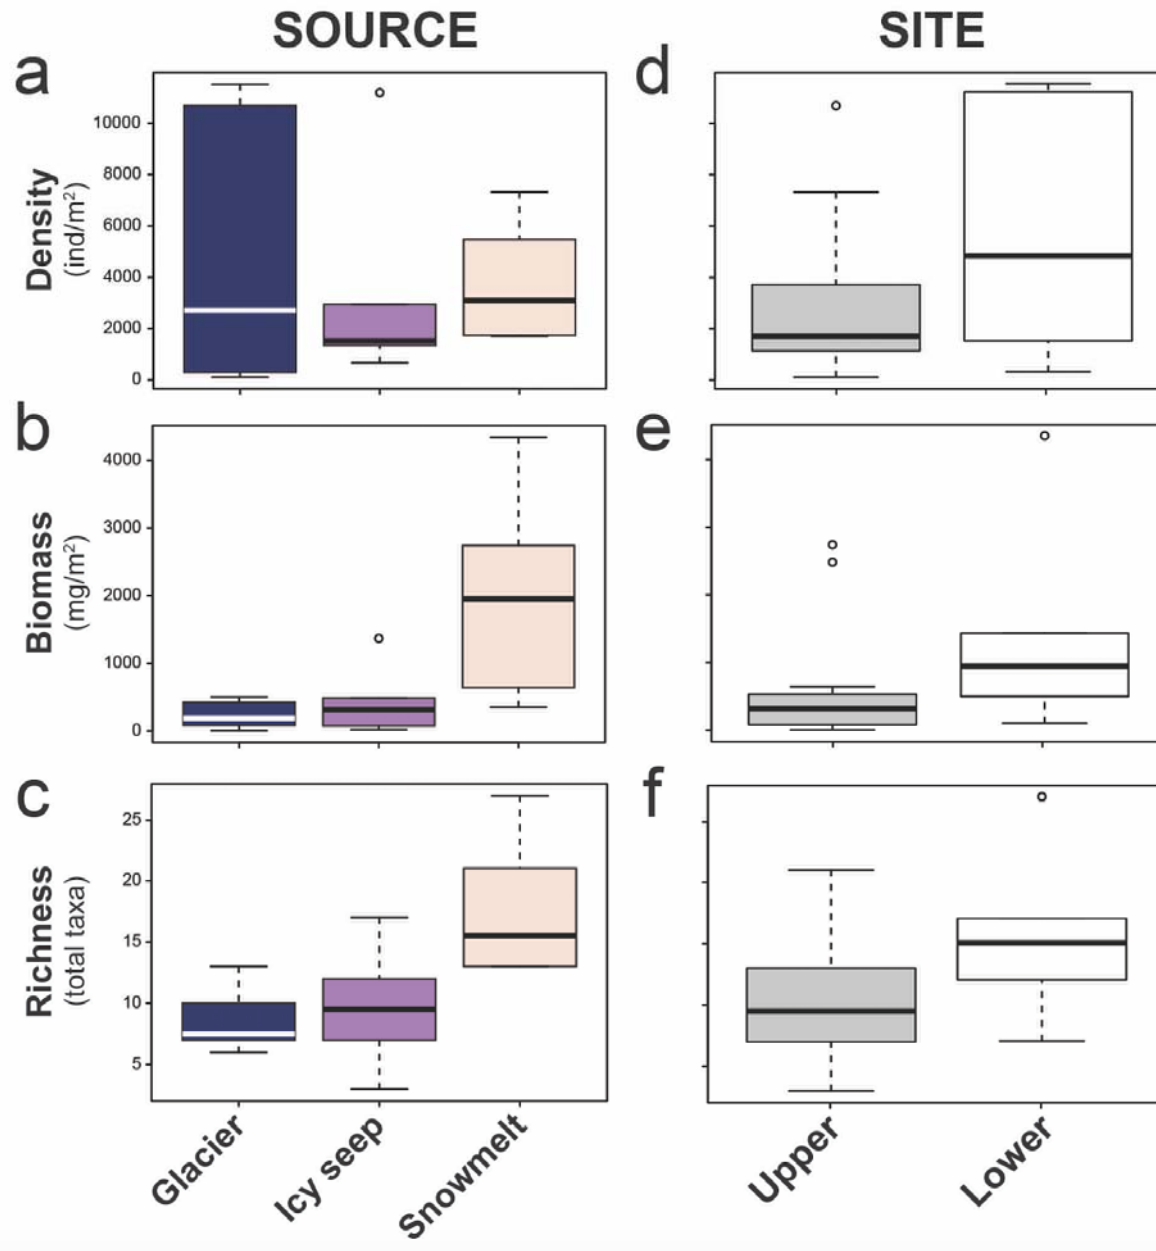 SOURCE
SITE
a
d
Density
(ind/m²)
10000
8000
6000
4000
2000
0
b
e
Biomass
(mg/m²)
4000
3000
2000
1000
0
c
f
Richness
(total taxa)
25
20
15
10
5
Glacier
Icy seep
Snowmelt
Upper
Lower